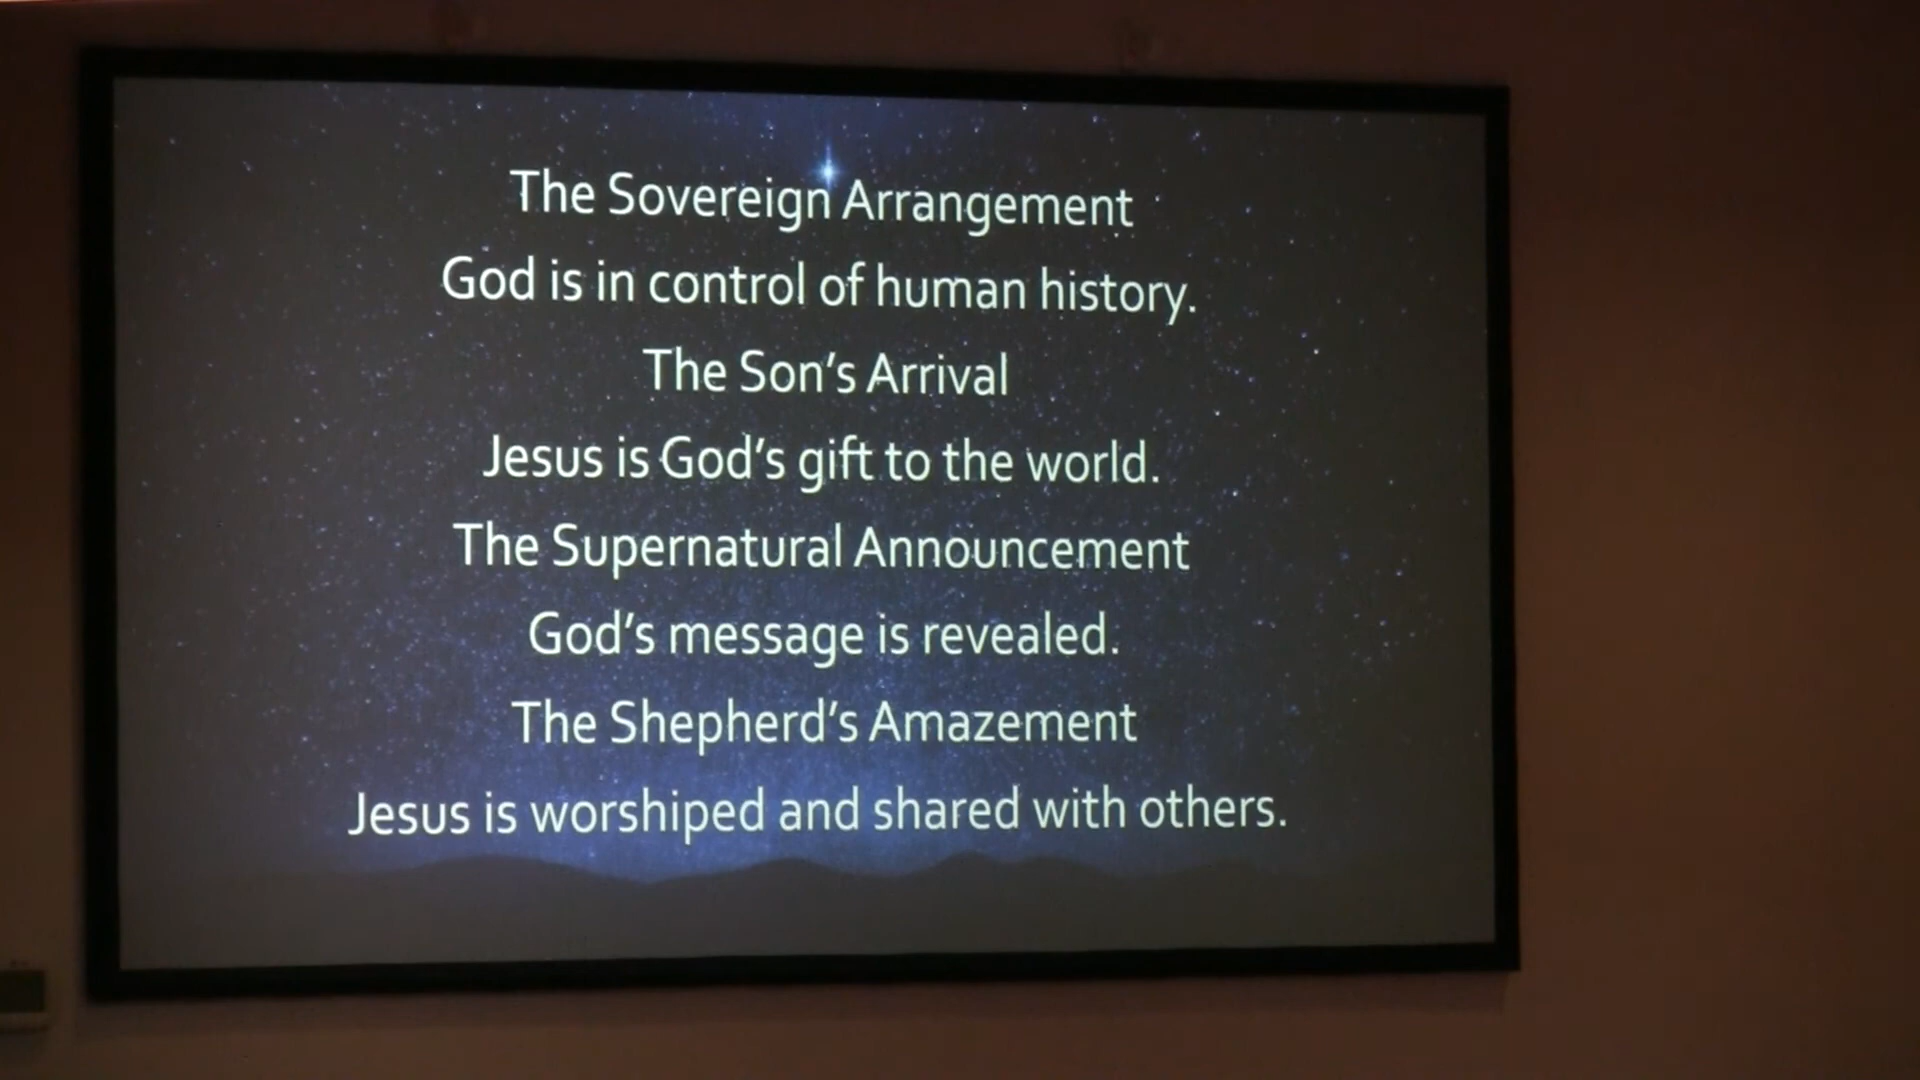 The Sovereign Arrangement
God is in control of human history.
The Son's Arrival
Jesus is God's gift to the world.
The Supernatural Announcement
God's message is revealed.
The Shepherd's Amazement
Jesus is worshiped and shared with others.